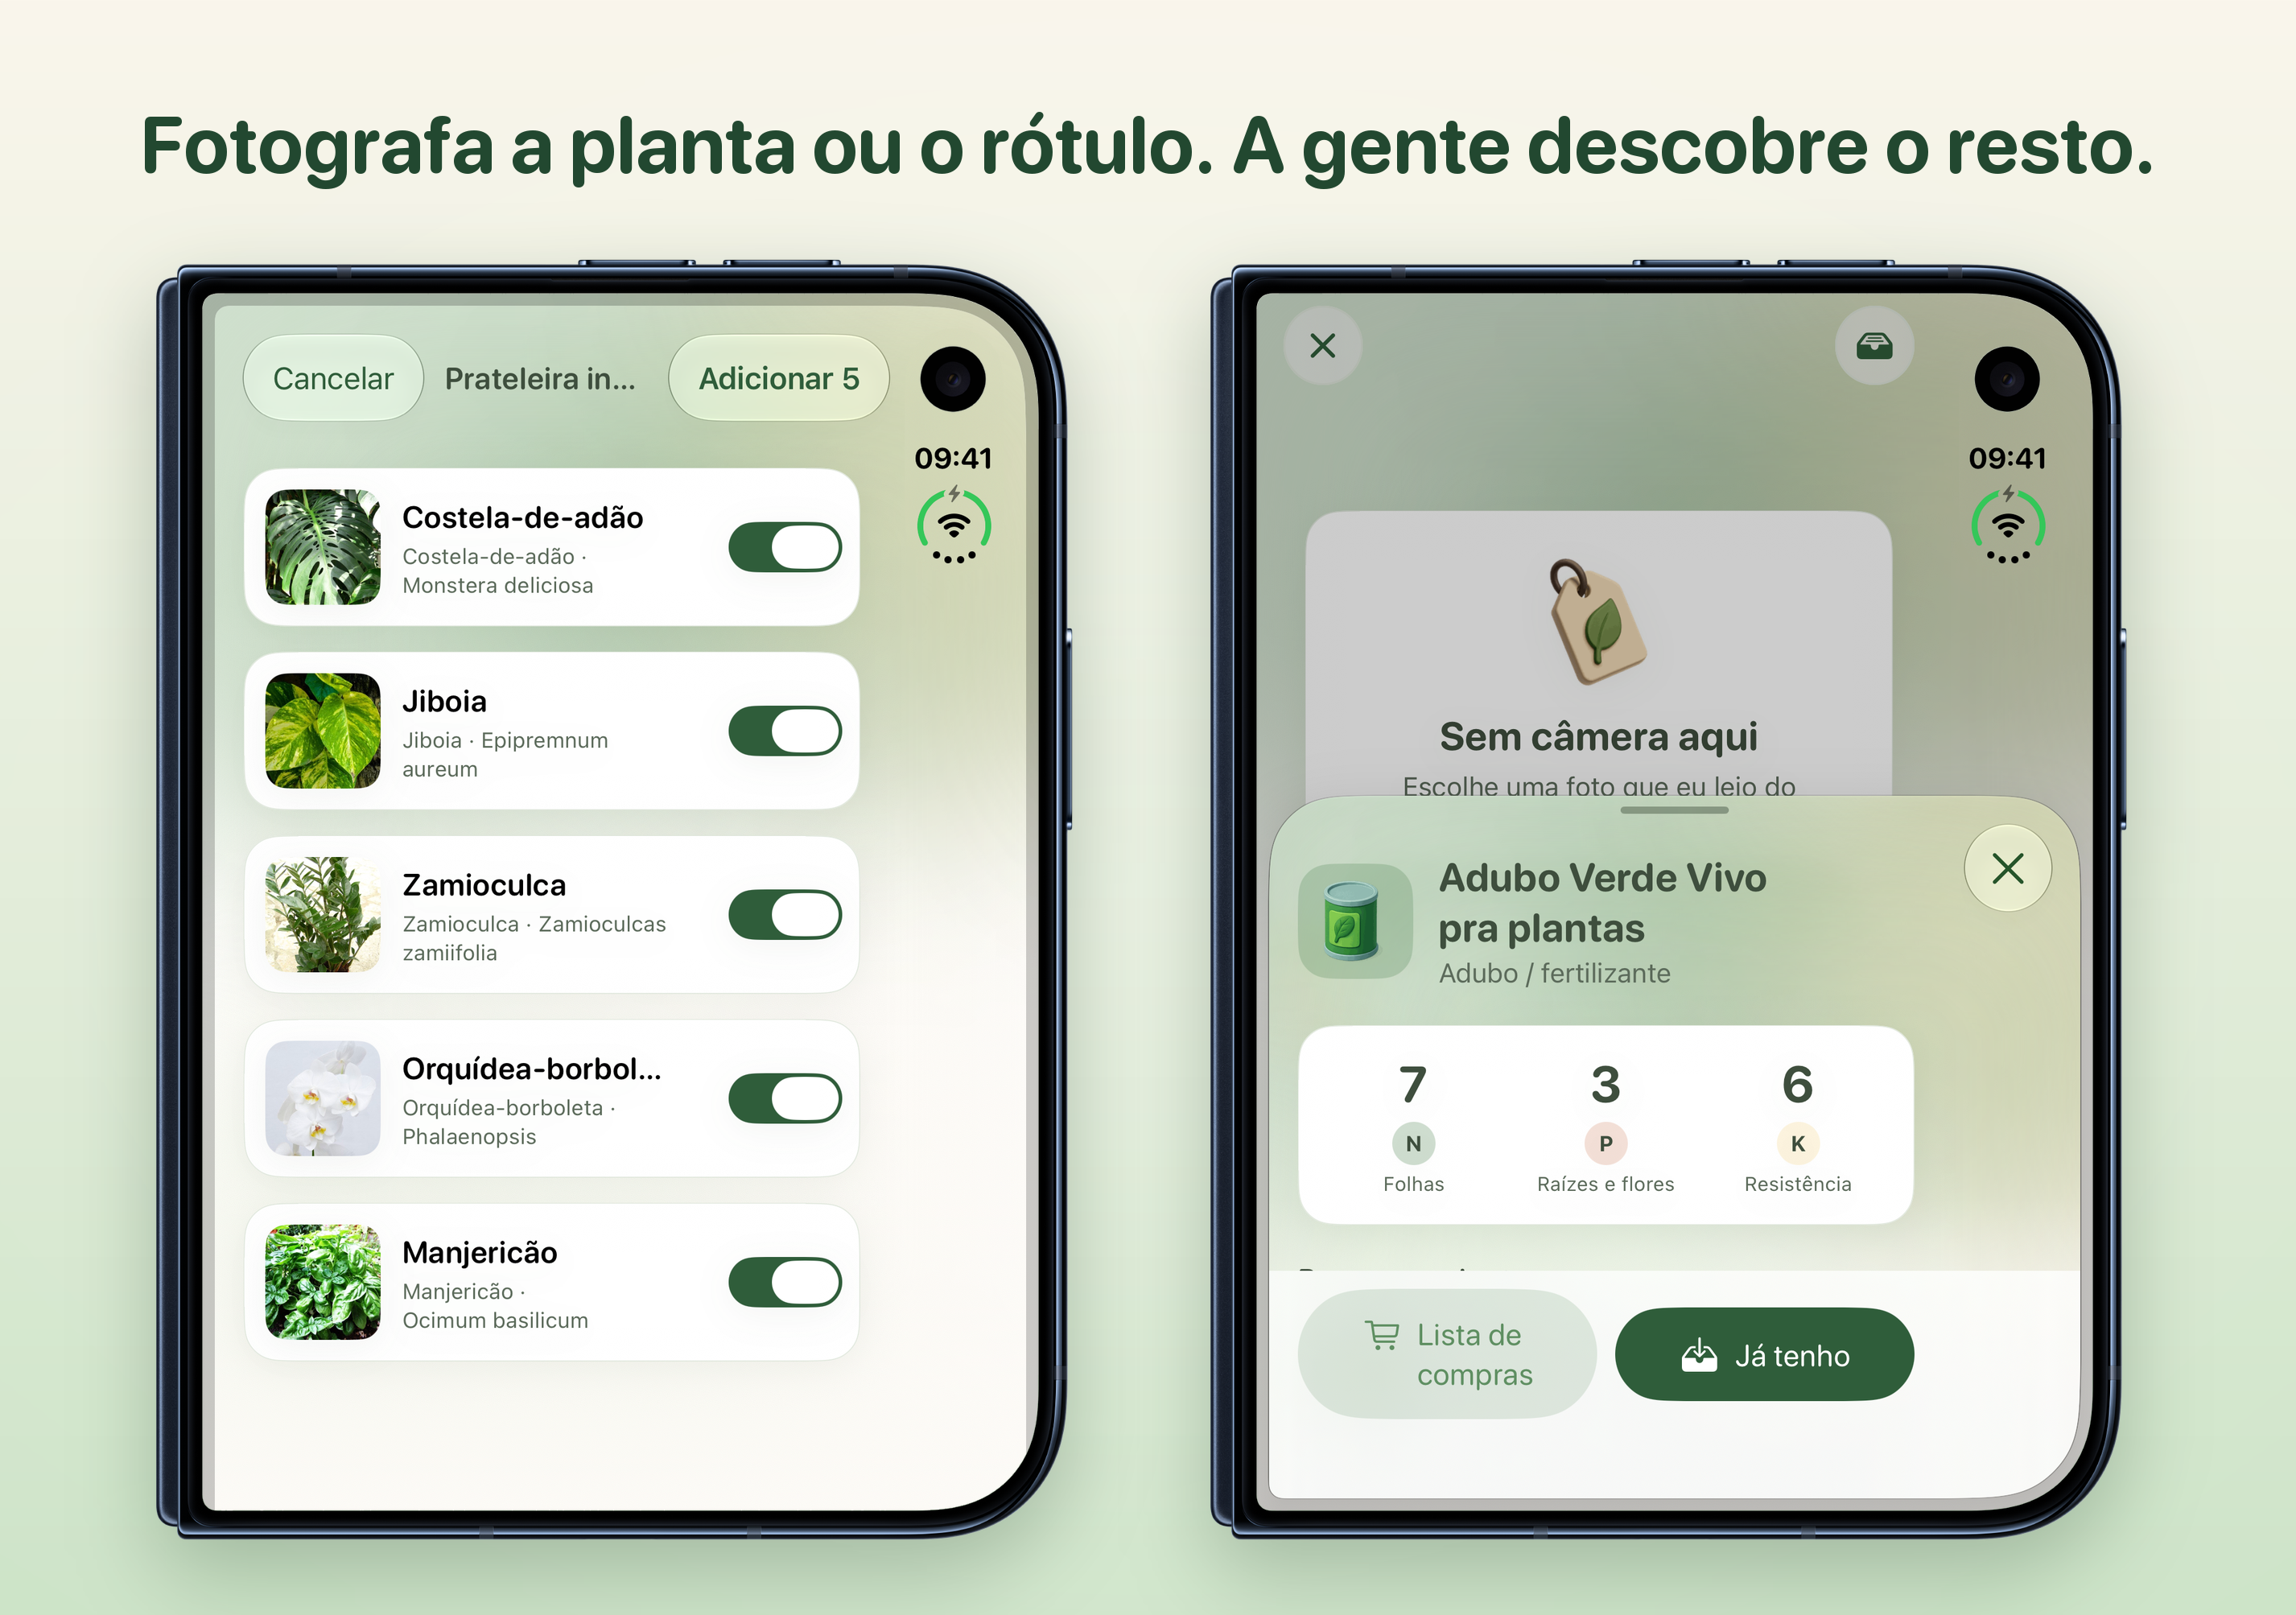 Fotografa a planta ou o rótulo. A gente descobre o resto.
Cancelar
Prateleira in...
Adicionar 5
09:41
Costela-de-adão
Costela-de-adão ·
Monstera deliciosa
Jiboia
Jiboia · Epipremnum
aureum
Zamioculca
Zamioculca · Zamioculcas
zamiifolia
Orquídea-borbol...
Orquídea-borboleta ·
Phalaenopsis
Manjericão
Manjericão ·
Ocimum basilicum
09:41
Sem câmera aqui
Escolhe uma foto que eu leio do
Adubo Verde Vivo
pra plantas
Adubo / fertilizante
7
3
6
N
P
K
Folhas
Raízes e flores
Resistência
Lista de
compras
Já tenho